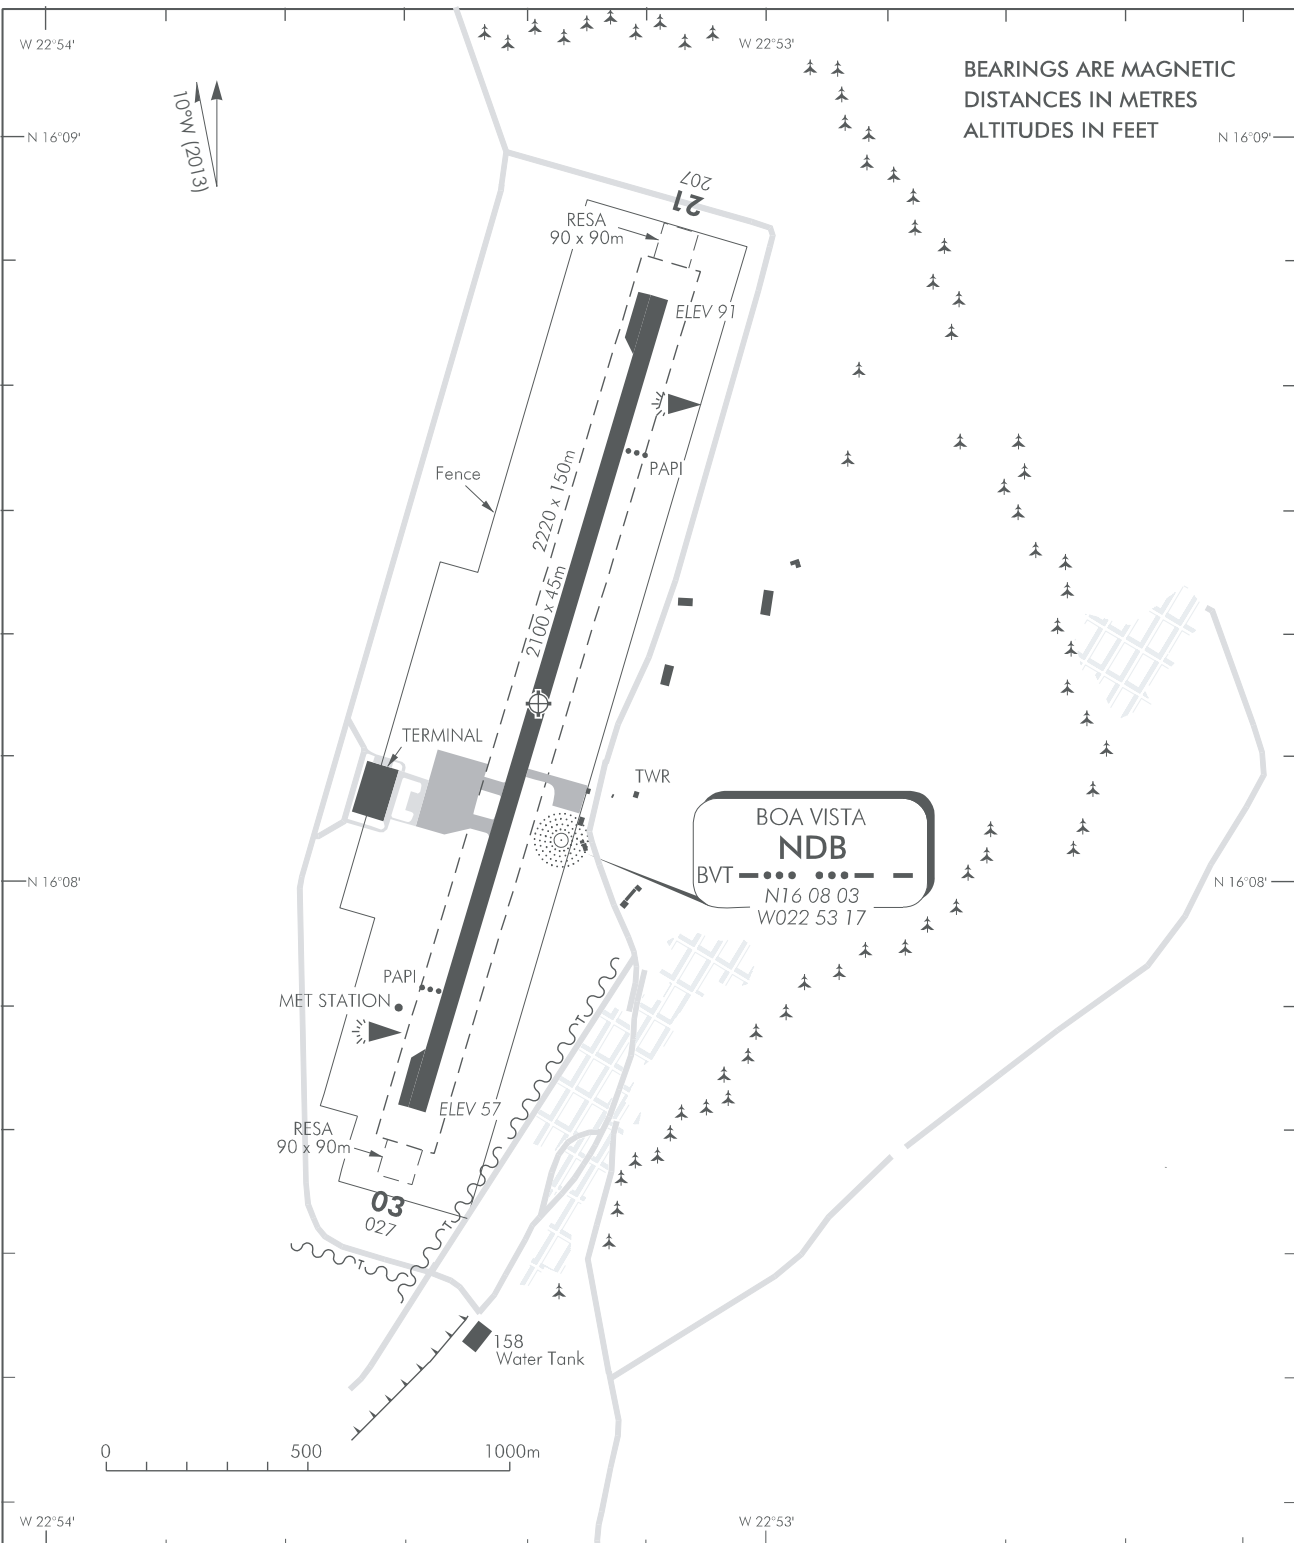 W 22°54'
W 22°53'
BEARINGS ARE MAGNETIC
DISTANCES IN METRES
ALTITUDES IN FEET
10°W (2013)
N 16°09'
N 16°09'
207
21
RESA
90 x 90m
ELEV 91
PAPI
Fence
2220 x 150m
2100 x 45m
TERMINAL
TWR
BOA VISTA
NDB
BVT
N16 08 03
W022 53 17
N 16°08'
N 16°08'
PAPI
MET STATION
ELEV 57
RESA
90 x 90m
03
027
T
T
T
T
158
Water Tank
0 500 1000m
W 22°54'
W 22°53'